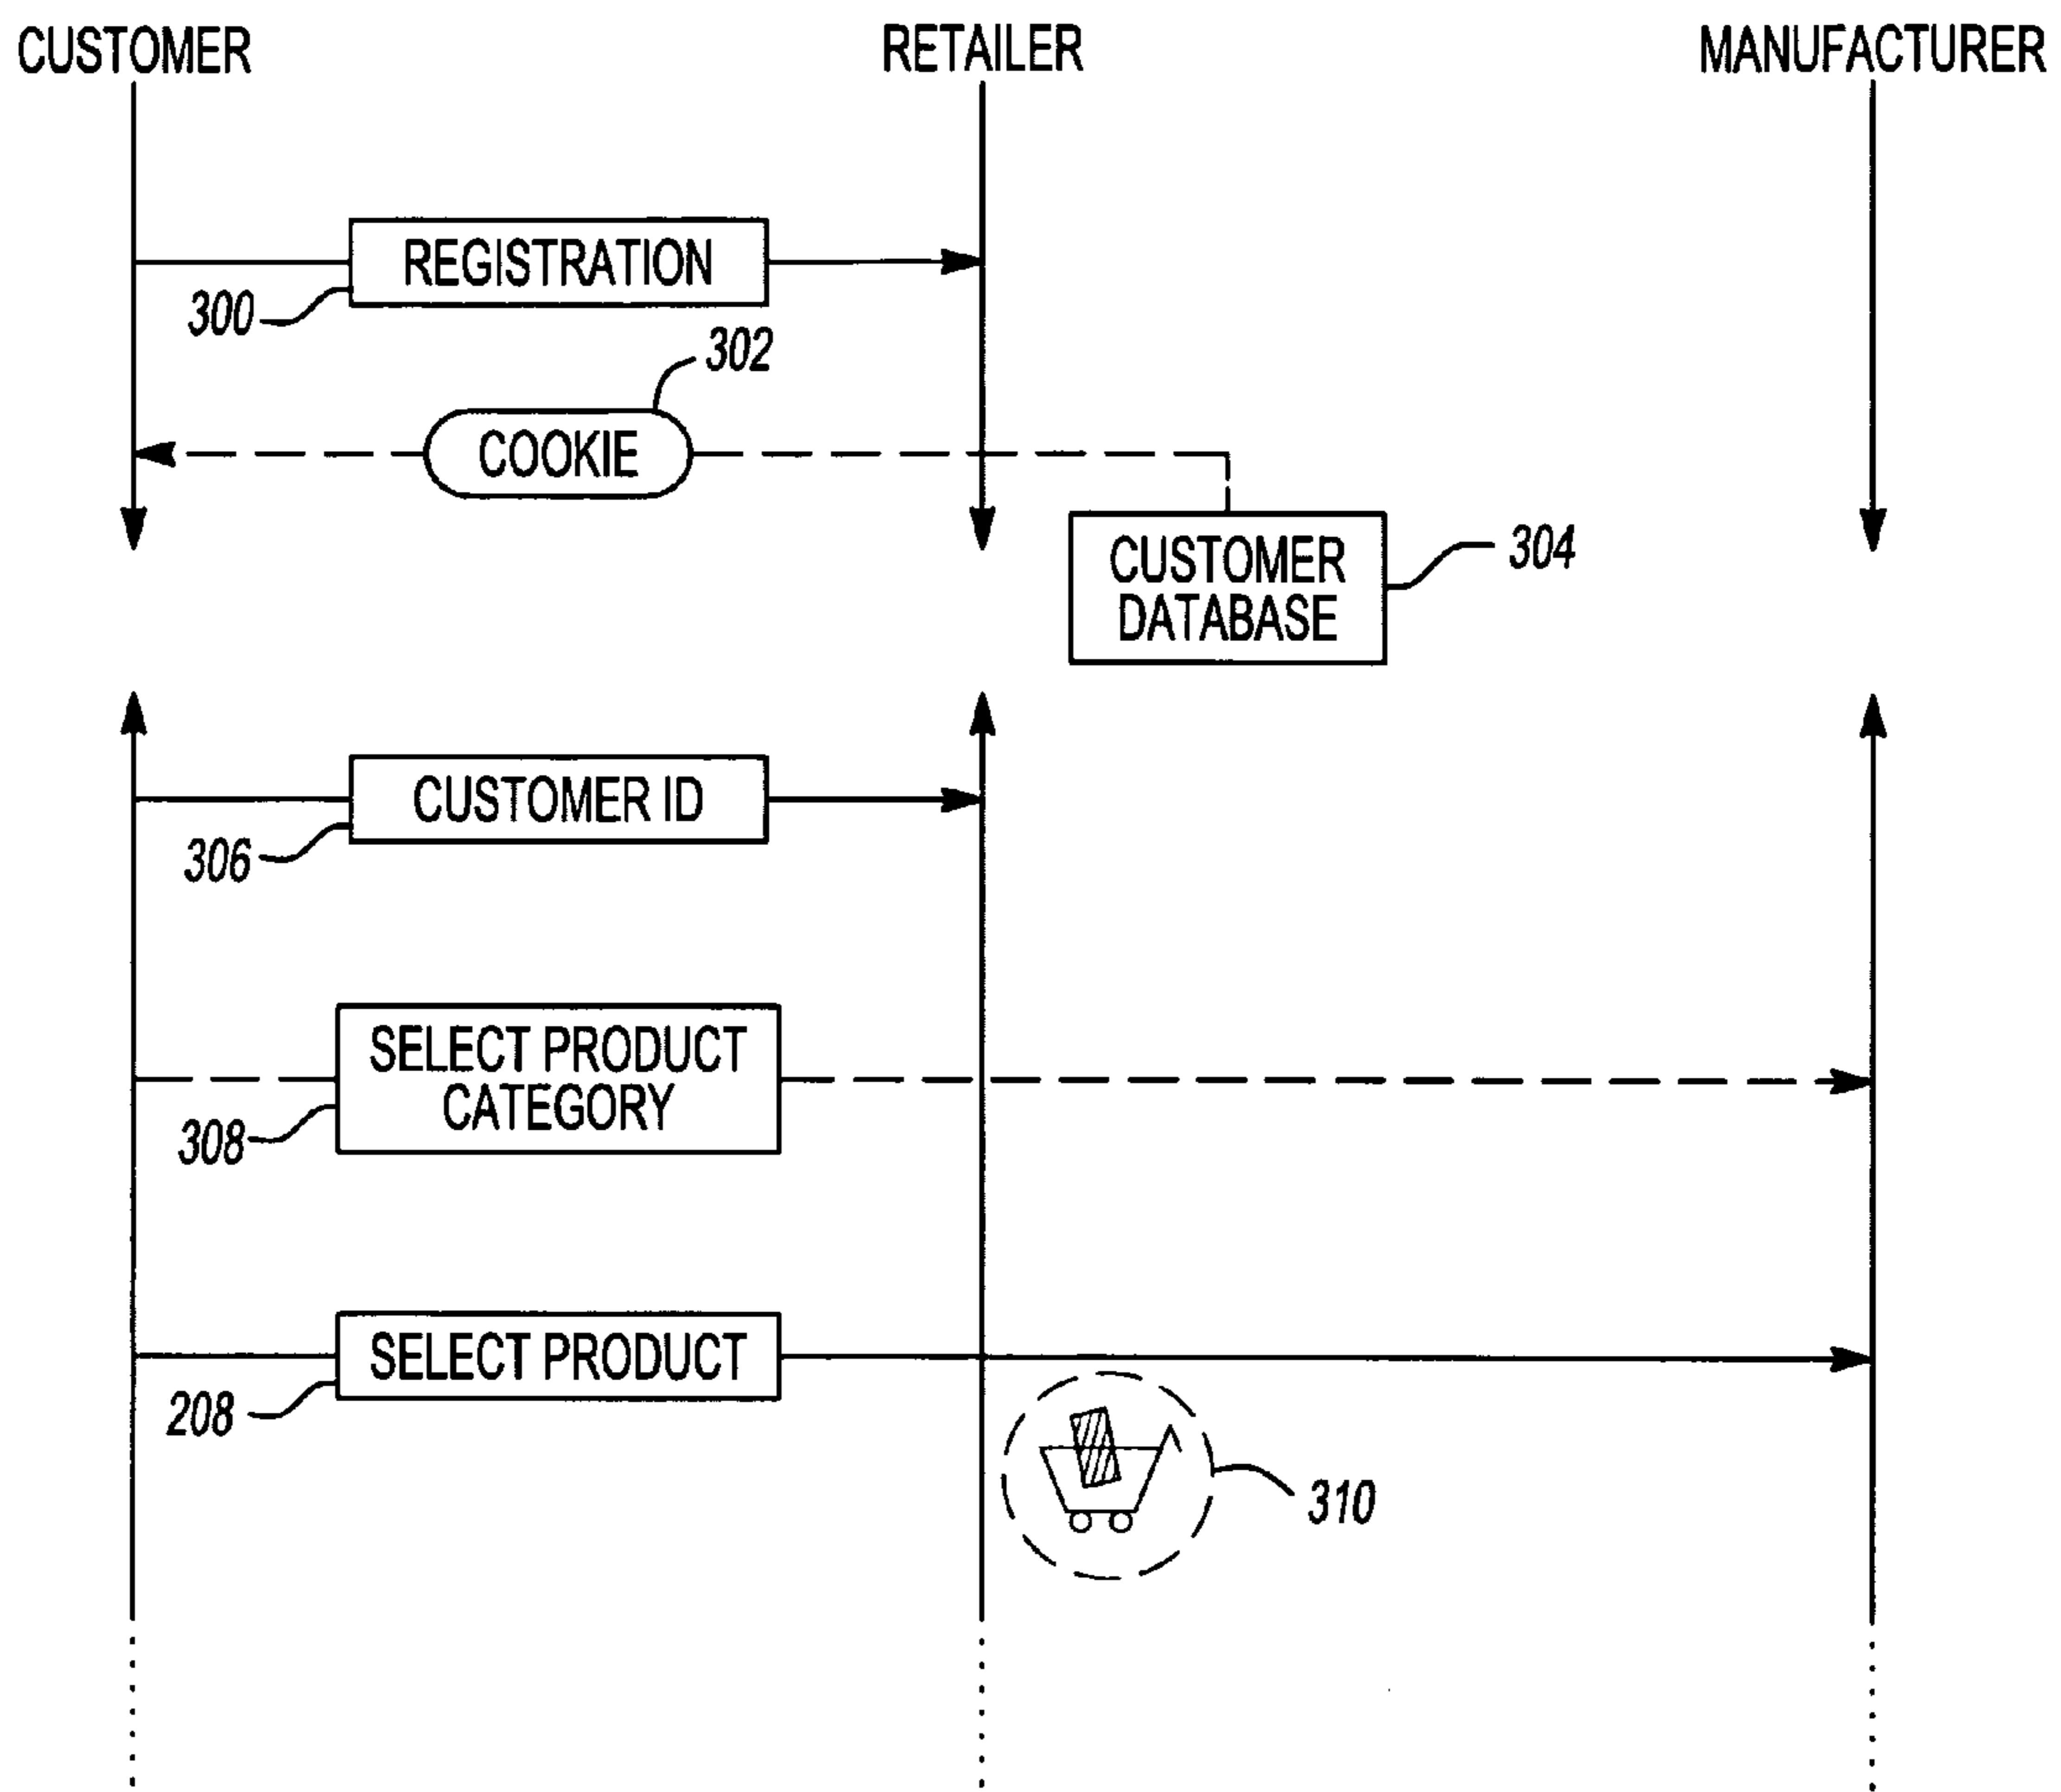 CUSTOMER
RETAILER
MANUFACTURER
REGISTRATION
300
302
COOKIE
CUSTOMER
DATABASE
304
CUSTOMER ID
306
SELECT PRODUCT
CATEGORY
308
SELECT PRODUCT
208
310